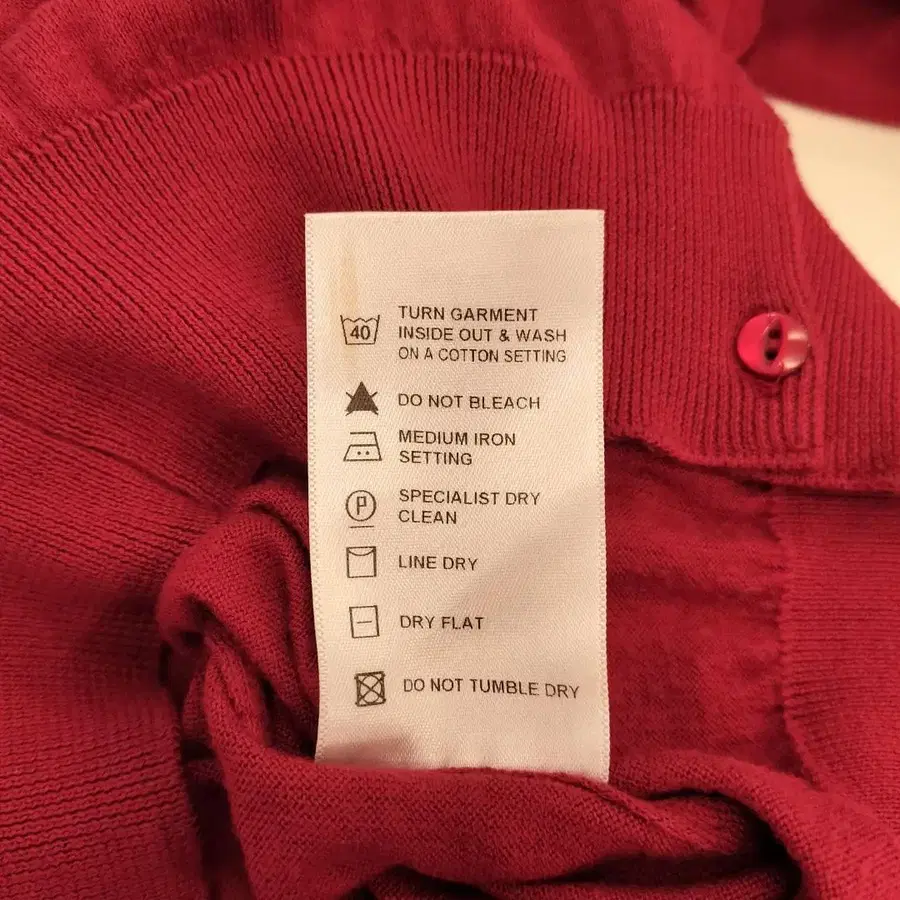 40
TURN GARMENT
INSIDE OUT & WASH
ON A COTTON SETTING
DO NOT BLEACH
MEDIUM IRON
SETTING
P
SPECIALIST DRY
CLEAN
LINE DRY
DRY FLAT
DO NOT TUMBLE DRY